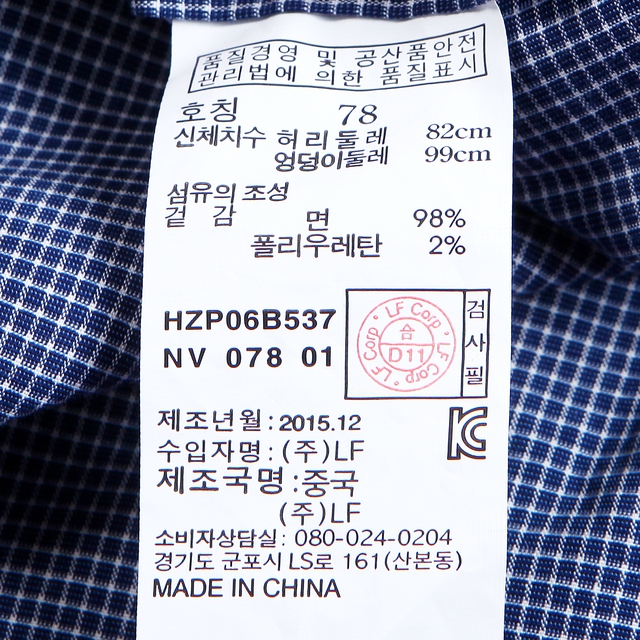 품질경영 및 공산품안전
관리법에 의한 품질표시
호칭 78
신체치수 허리둘레 82cm
엉덩이둘레 99cm
섬유의 조성
겉 감 면 98%
폴리우레탄 2%
HZP06B537
NV 078 01
LF Corp · LF Corp · LF Corp ·
合
D11
검사필
제조년월 : 2015.12
수입자명 : (주)LF
제조국명 : 중국
(주)LF
소비자상담실: 080-024-0204
경기도 군포시 LS로 161(산본동)
MADE IN CHINA